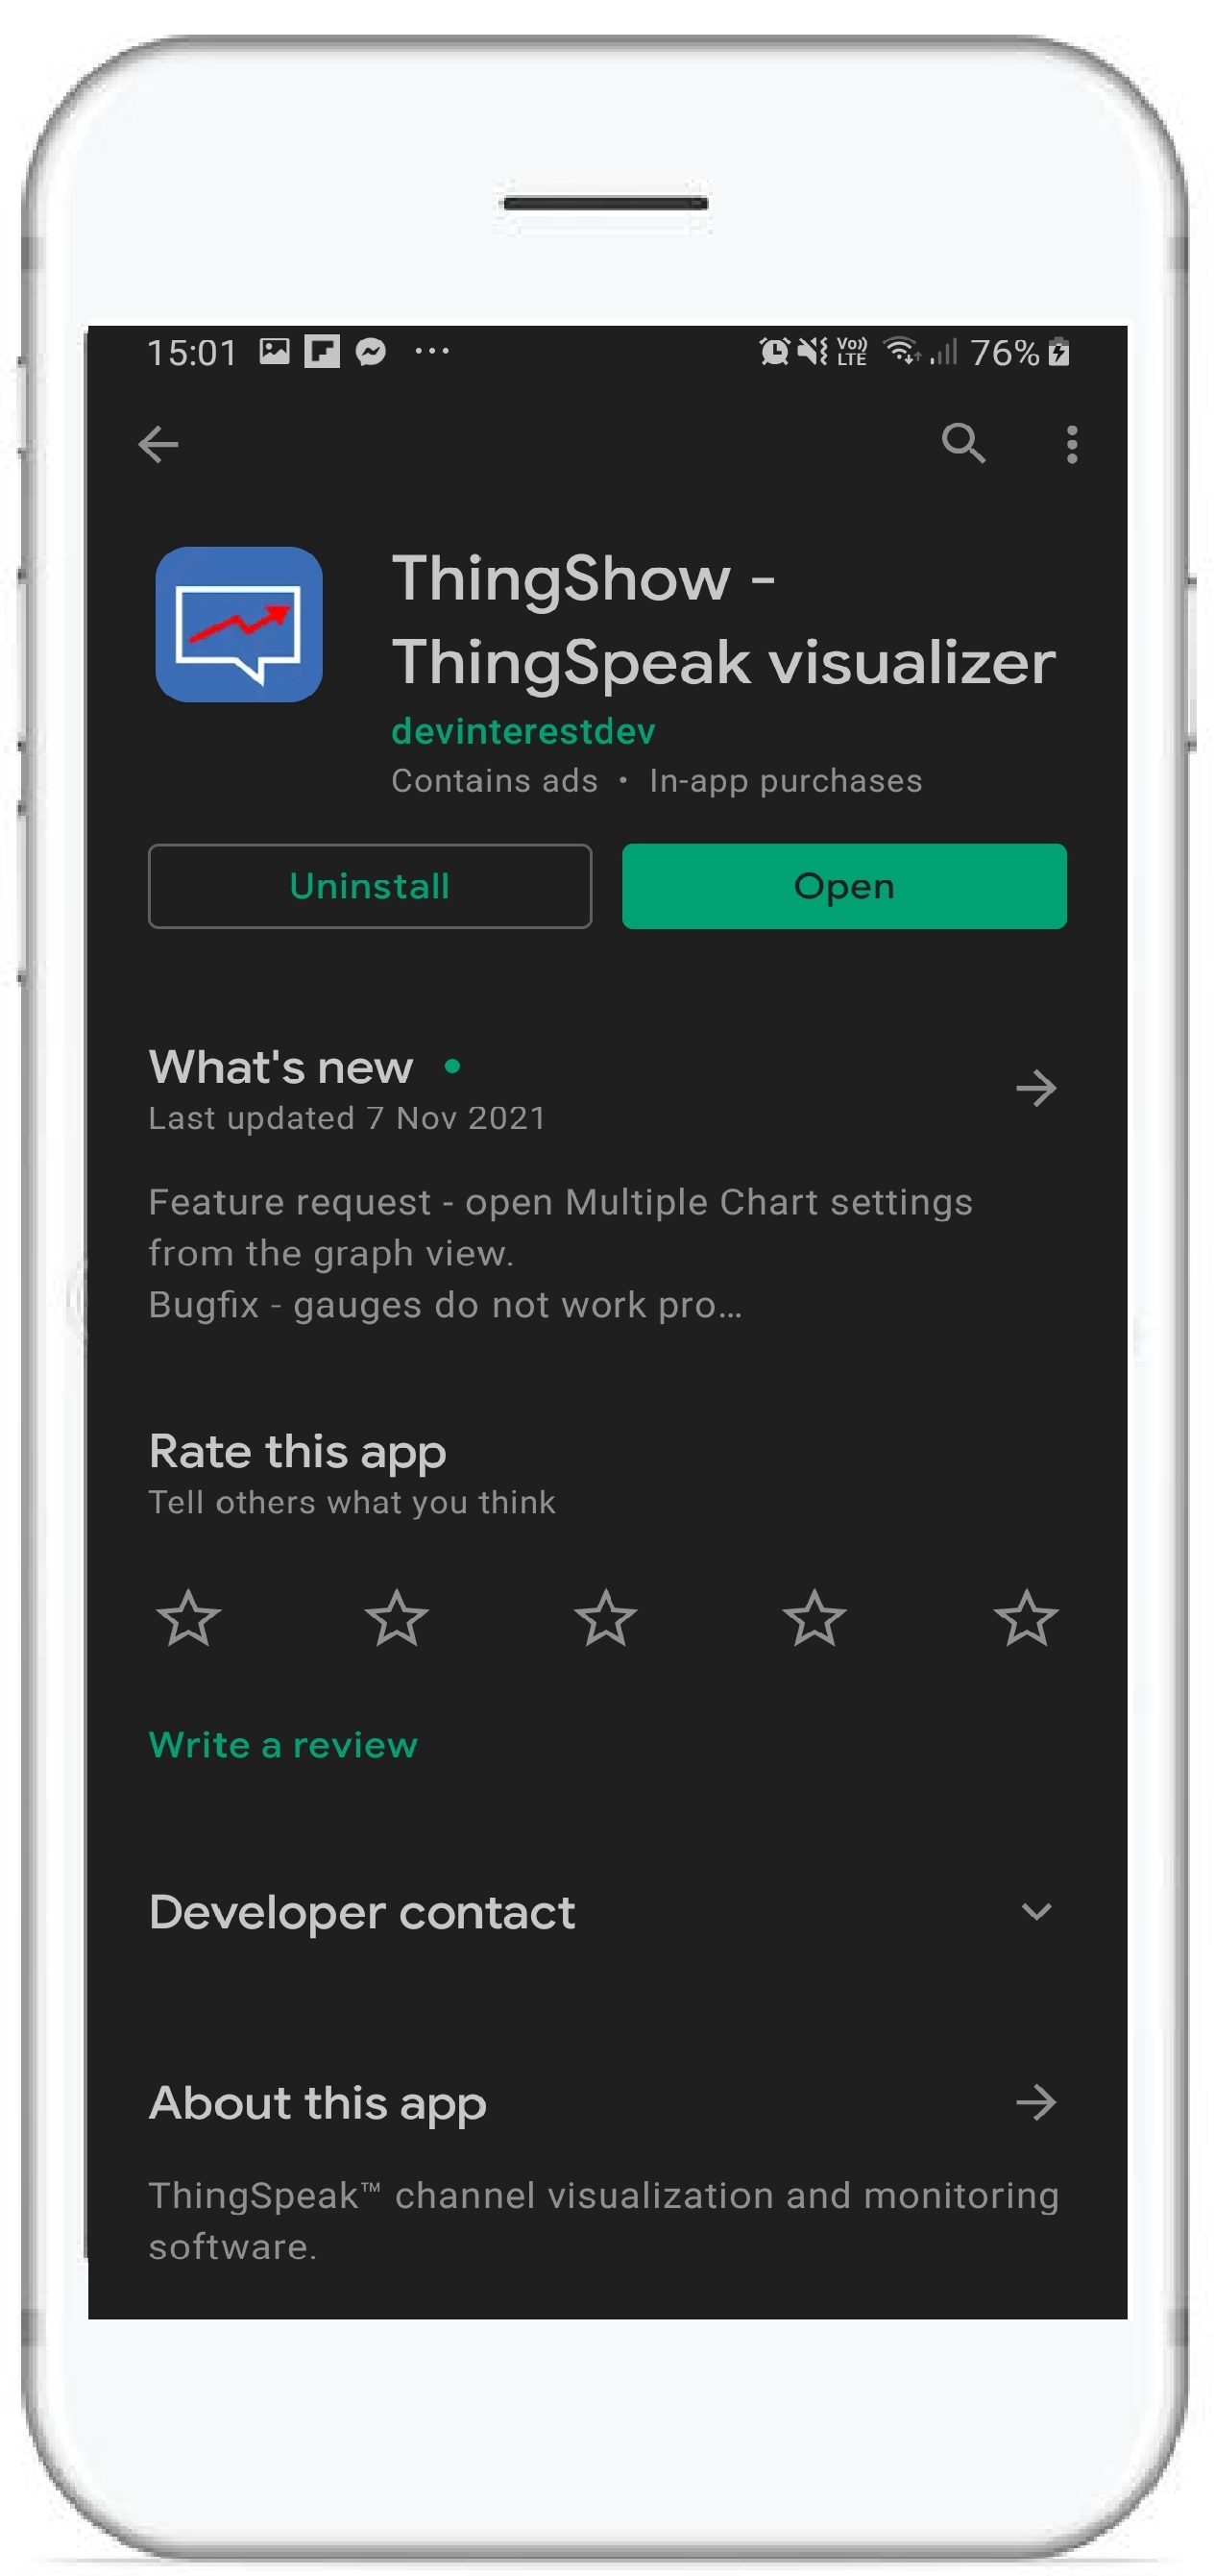 15:01 Vo)) LTE 76%
ThingShow -
ThingSpeak visualizer
devinterestdev
Contains ads • In-app purchases
Uninstall Open
What's new
Last updated 7 Nov 2021
Feature request - open Multiple Chart settings
from the graph view.
Bugfix - gauges do not work pro...
Rate this app
Tell others what you think
Write a review
Developer contact
About this app
ThingSpeak™ channel visualization and monitoring
software.